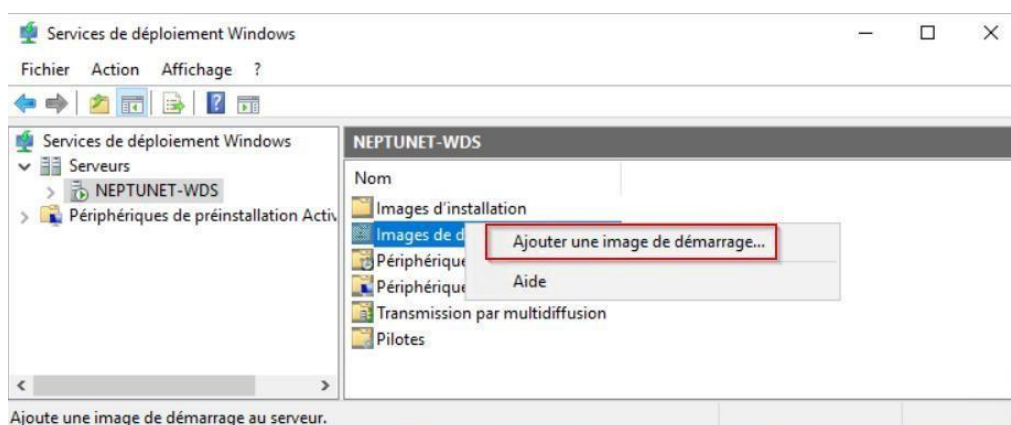 Services de déploiement Windows
Fichier Action Affichage ?
Services de déploiement Windows
Serveurs
NEPTUNET-WDS
Périphériques de préinstallation Activ
NEPTUNET-WDS
Nom
Images d'installation
Images de d
Périphérique
Périphérique
Transmission par multidiffusion
Pilotes
Ajouter une image de démarrage...
Aide
Ajoute une image de démarrage au serveur.